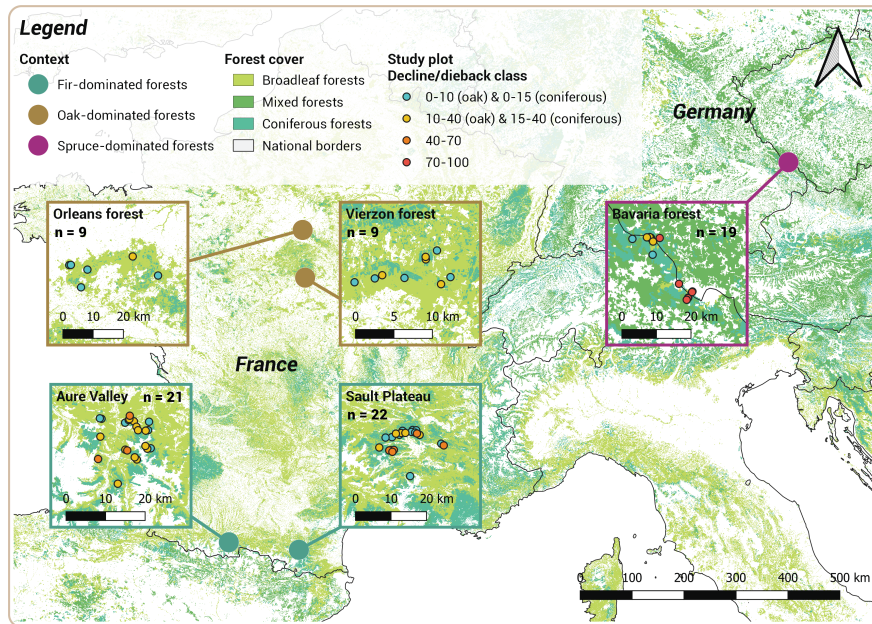 Legend
Context
Fir-dominated forests
Oak-dominated forests
Spruce-dominated forests
Forest cover
Broadleaf forests
Mixed forests
Coniferous forests
National borders
Study plot
Decline/dieback class
0-10 (oak) & 0-15 (coniferous)
10-40 (oak) & 15-40 (coniferous)
40-70
70-100
Germany
Orleans forest
n = 9
0 10 20 km
Vierzon forest
n = 9
0 5 10 km
Bavaria forest
n = 19
0 10 20 km
France
Aure Valley n = 21
0 10 20 km
Sault Plateau
n = 22
0 10 20 km
0 100 200 300 400 500 km